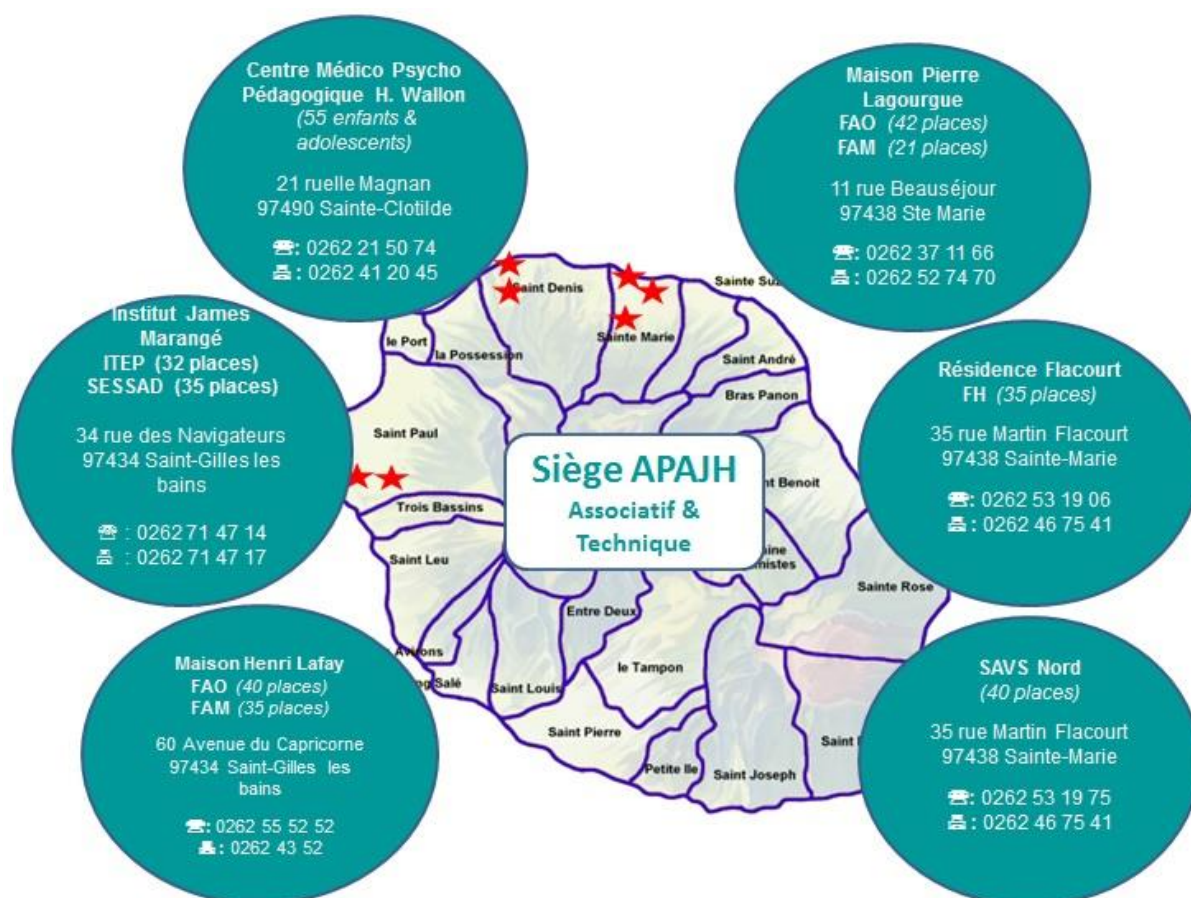 Centre Médico Psycho
Pédagogique H. Wallon
(55 enfants &
adolescents)
21 ruelle Magnan
97490 Sainte-Clotilde
☎: 0262 21 50 74
🖷: 0262 41 20 45
Maison Pierre
Lagourgue
FAO (42 places)
FAM (21 places)
11 rue Beauséjour
97438 Ste Marie
☎: 0262 37 11 66
🖷: 0262 52 74 70
Institut James
Marangé
ITEP (32 places)
SESSAD (35 places)
34 rue des Navigateurs
97434 Saint-Gilles les
bains
☎ : 0262 71 47 14
🖷 : 0262 71 47 17
Résidence Flacourt
FH (35 places)
35 rue Martin Flacourt
97438 Sainte-Marie
☎: 0262 53 19 06
🖷: 0262 46 75 41
Maison Henri Lafay
FAO (40 places)
FAM (35 places)
60 Avenue du Capricorne
97434 Saint-Gilles les
bains
☎: 0262 55 52 52
🖷: 0262 43 52
SAVS Nord
(40 places)
35 rue Martin Flacourt
97438 Sainte-Marie
☎: 0262 53 19 75
🖷: 0262 46 75 41
Siège APAJH
Associatif &
Technique
Saint Denis
Sainte
Sainte Marie
le Port
la Possession
Saint André
Bras Panon
Saint Paul
Benoit
Trois Bassins
Saint Leu
Sainte Rose
Entre Deux
le Tampon
Saint Louis
Saint Pierre
Petite Ile
Saint Joseph
Saint